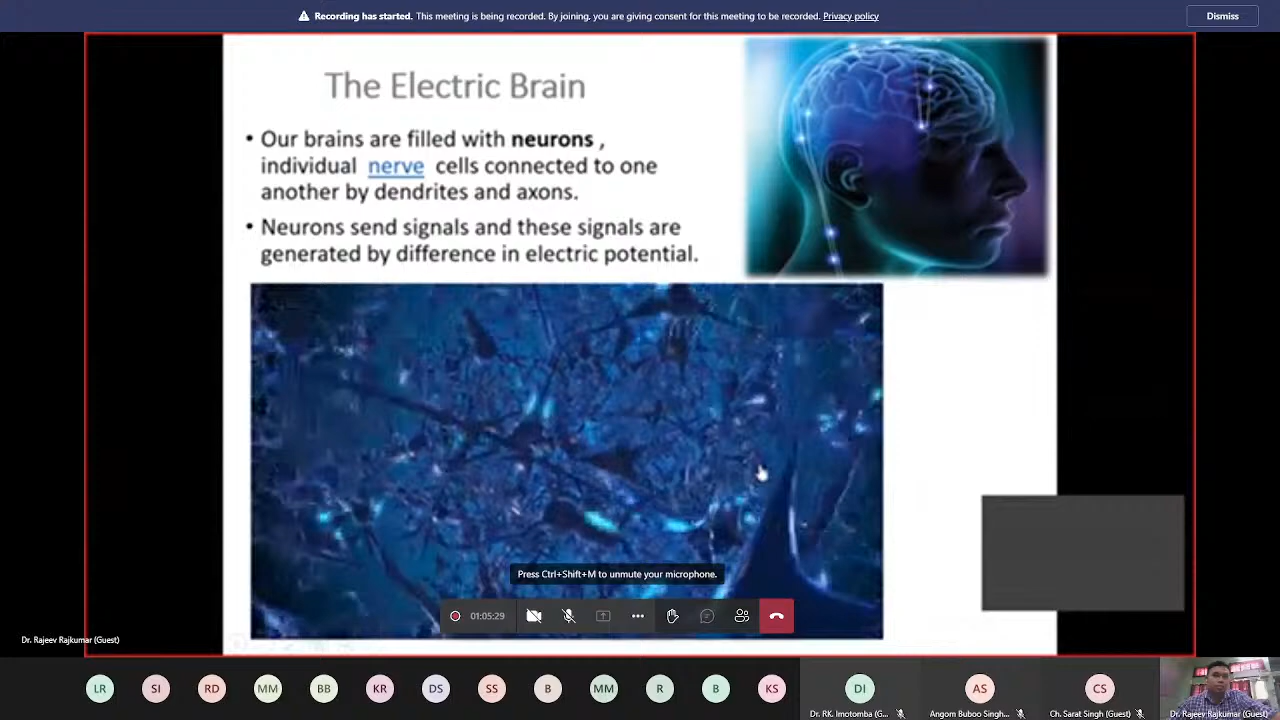 Recording has started. This meeting is being recorded. By joining, you are giving consent for this meeting to be recorded. Privacy policy
Dismiss
The Electric Brain
• Our brains are filled with neurons ,
individual nerve cells connected to one
another by dendrites and axons.
• Neurons send signals and these signals are
generated by difference in electric potential.
Press Ctrl+Shift+M to unmute your microphone.
01:05:29
Dr. Rajeev Rajkumar (Guest)
LR SI RD MM BB KR DS SS B MM R B KS DI AS CS
Dr. RK. Imotomba (G... Angom Buboo Singh... Ch. Sarat Singh (Guest) Dr. Rajeev Rajkumar (Guest)